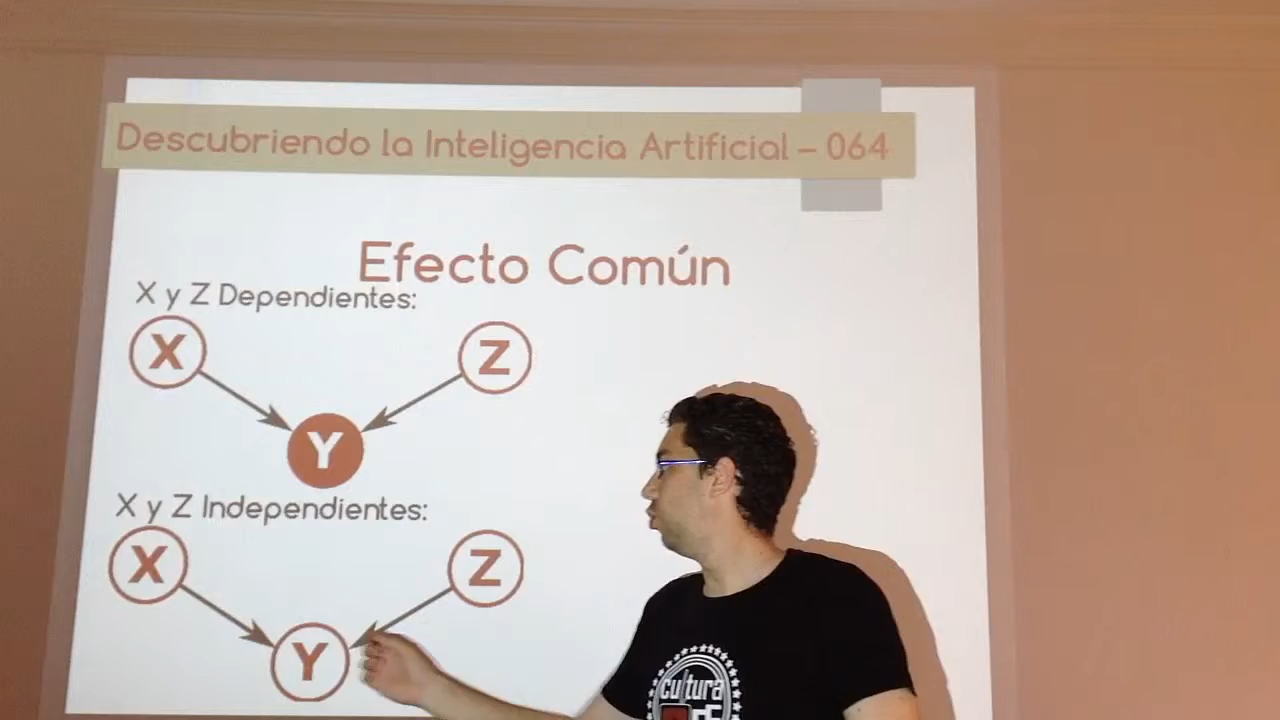 Descubriendo la Inteligencia Artificial – 064
Efecto Común
X y Z Dependientes:
X
Z
Y
X y Z Independientes:
X
Z
Y
cultura